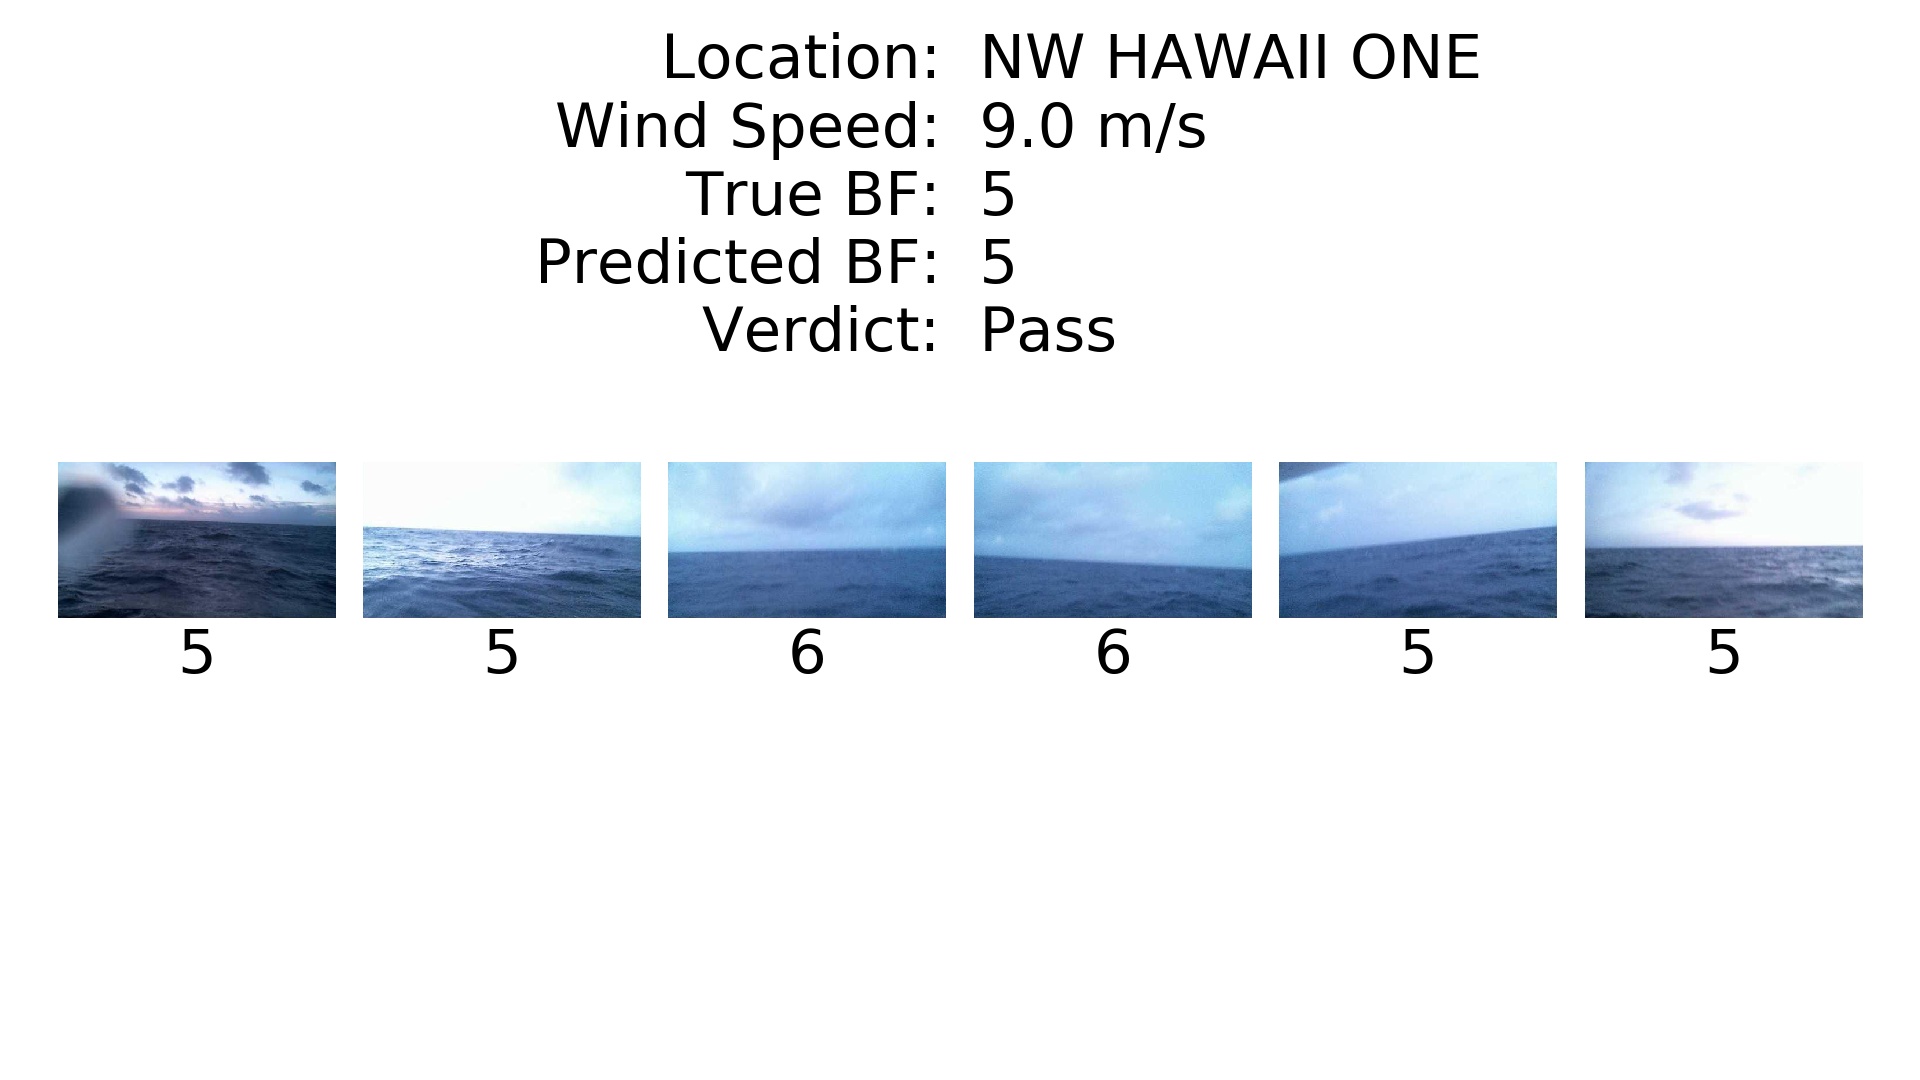 Location: NW HAWAII ONE
Wind Speed: 9.0 m/s
True BF: 5
Predicted BF: 5
Verdict: Pass
5 5 6 6 5 5